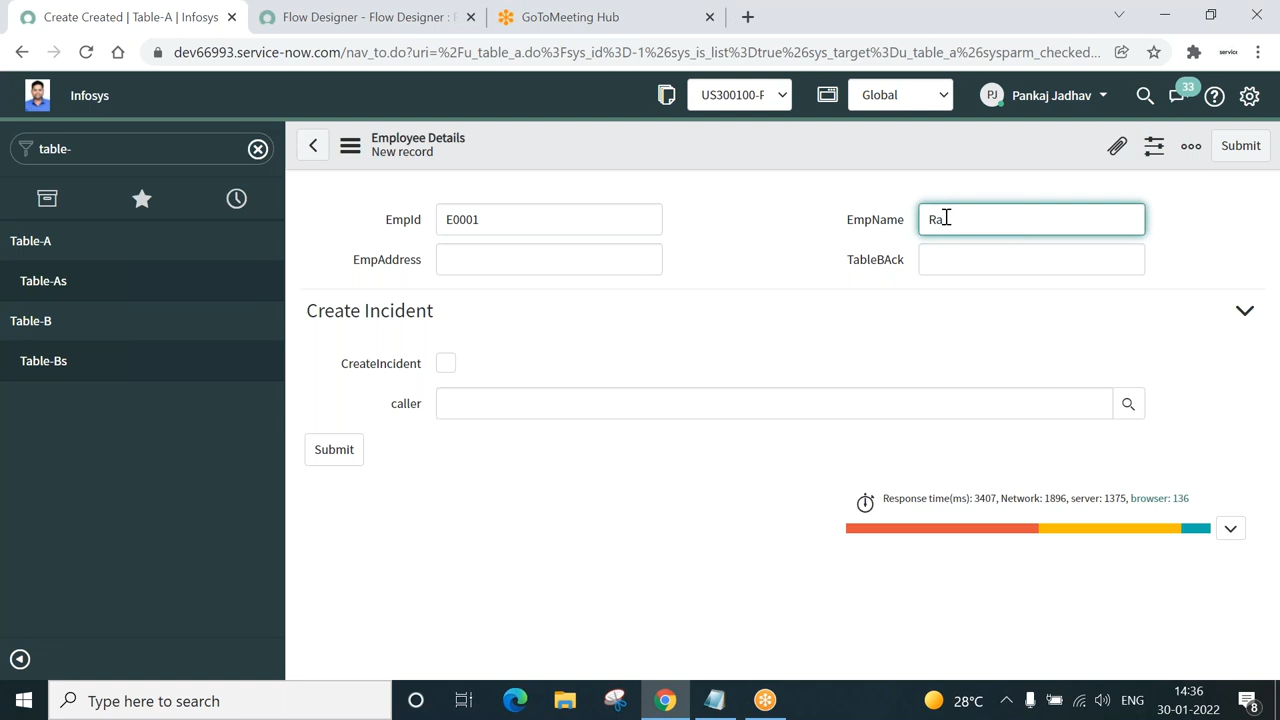 Create Created | Table-A | Infosys
Flow Designer - Flow Designer : F
GoToMeeting Hub
dev66993.service-now.com/nav_to.do?uri=%2Fu_table_a.do%3Fsys_id%3D-1%26sys_is_list%3Dtrue%26sys_target%3Du_table_a%26sysparm_checked...
Infosys
US300100-F
Global
PJ
Pankaj Jadhav
33
table-
Employee Details
New record
Submit
Table-A
Table-As
Table-B
Table-Bs
EmpId
E0001
EmpName
Ra
EmpAddress
TableBAck
Create Incident
CreateIncident
caller
Submit
Response time(ms): 3407, Network: 1896, server: 1375, browser: 136
Type here to search
28°C
ENG
14:36
30-01-2022
8